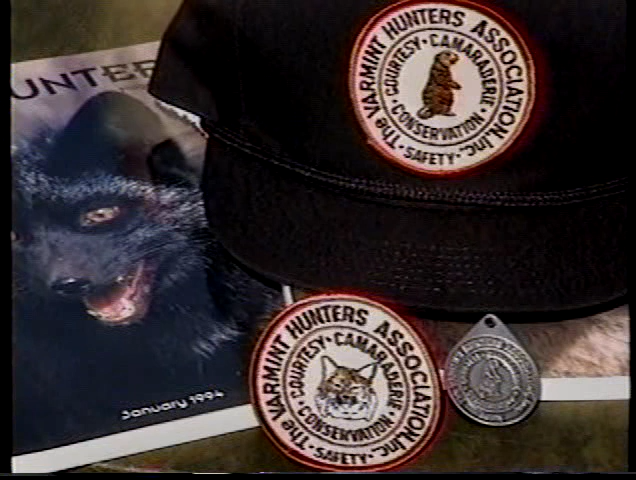 UNTER
January 1994
The VARMINT HUNTERS ASSOCIATION, Inc.
COURTESY • CAMARADERIE
• CONSERVATION •
• SAFETY •
The VARMINT HUNTERS ASSOCIATION, Inc.
COURTESY • CAMARADERIE
CONSERVATION
• SAFETY •